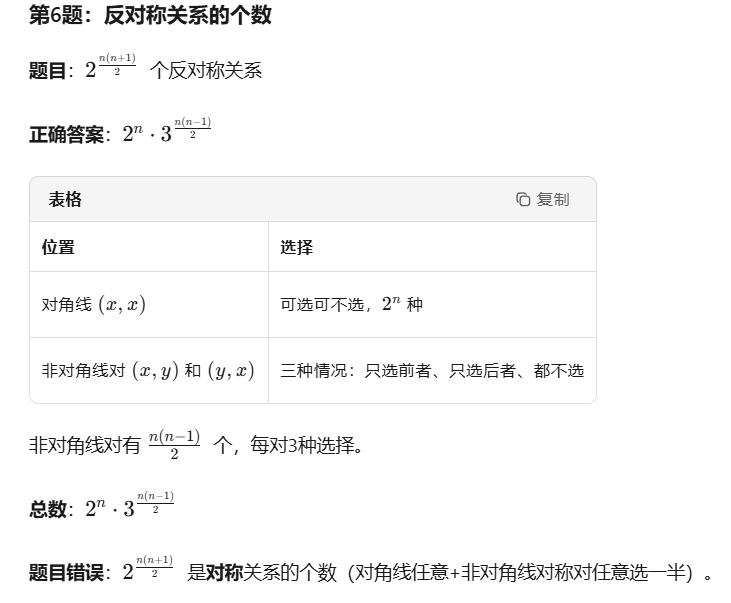 第6题：反对称关系的个数
题目：2^{\frac{n(n+1)}{2}} 个反对称关系
正确答案：2^n · 3^{\frac{n(n-1)}{2}}
表格 复制
位置 选择
对角线 (x, x) 可选可不选，2^n 种
非对角线对 (x, y) 和 (y, x) 三种情况：只选前者、只选后者、都不选
非对角线对有 \frac{n(n-1)}{2} 个，每对3种选择。
总数：2^n · 3^{\frac{n(n-1)}{2}}
题目错误：2^{\frac{n(n+1)}{2}} 是对称关系的个数（对角线任意+非对角线对称对任意选一半）。